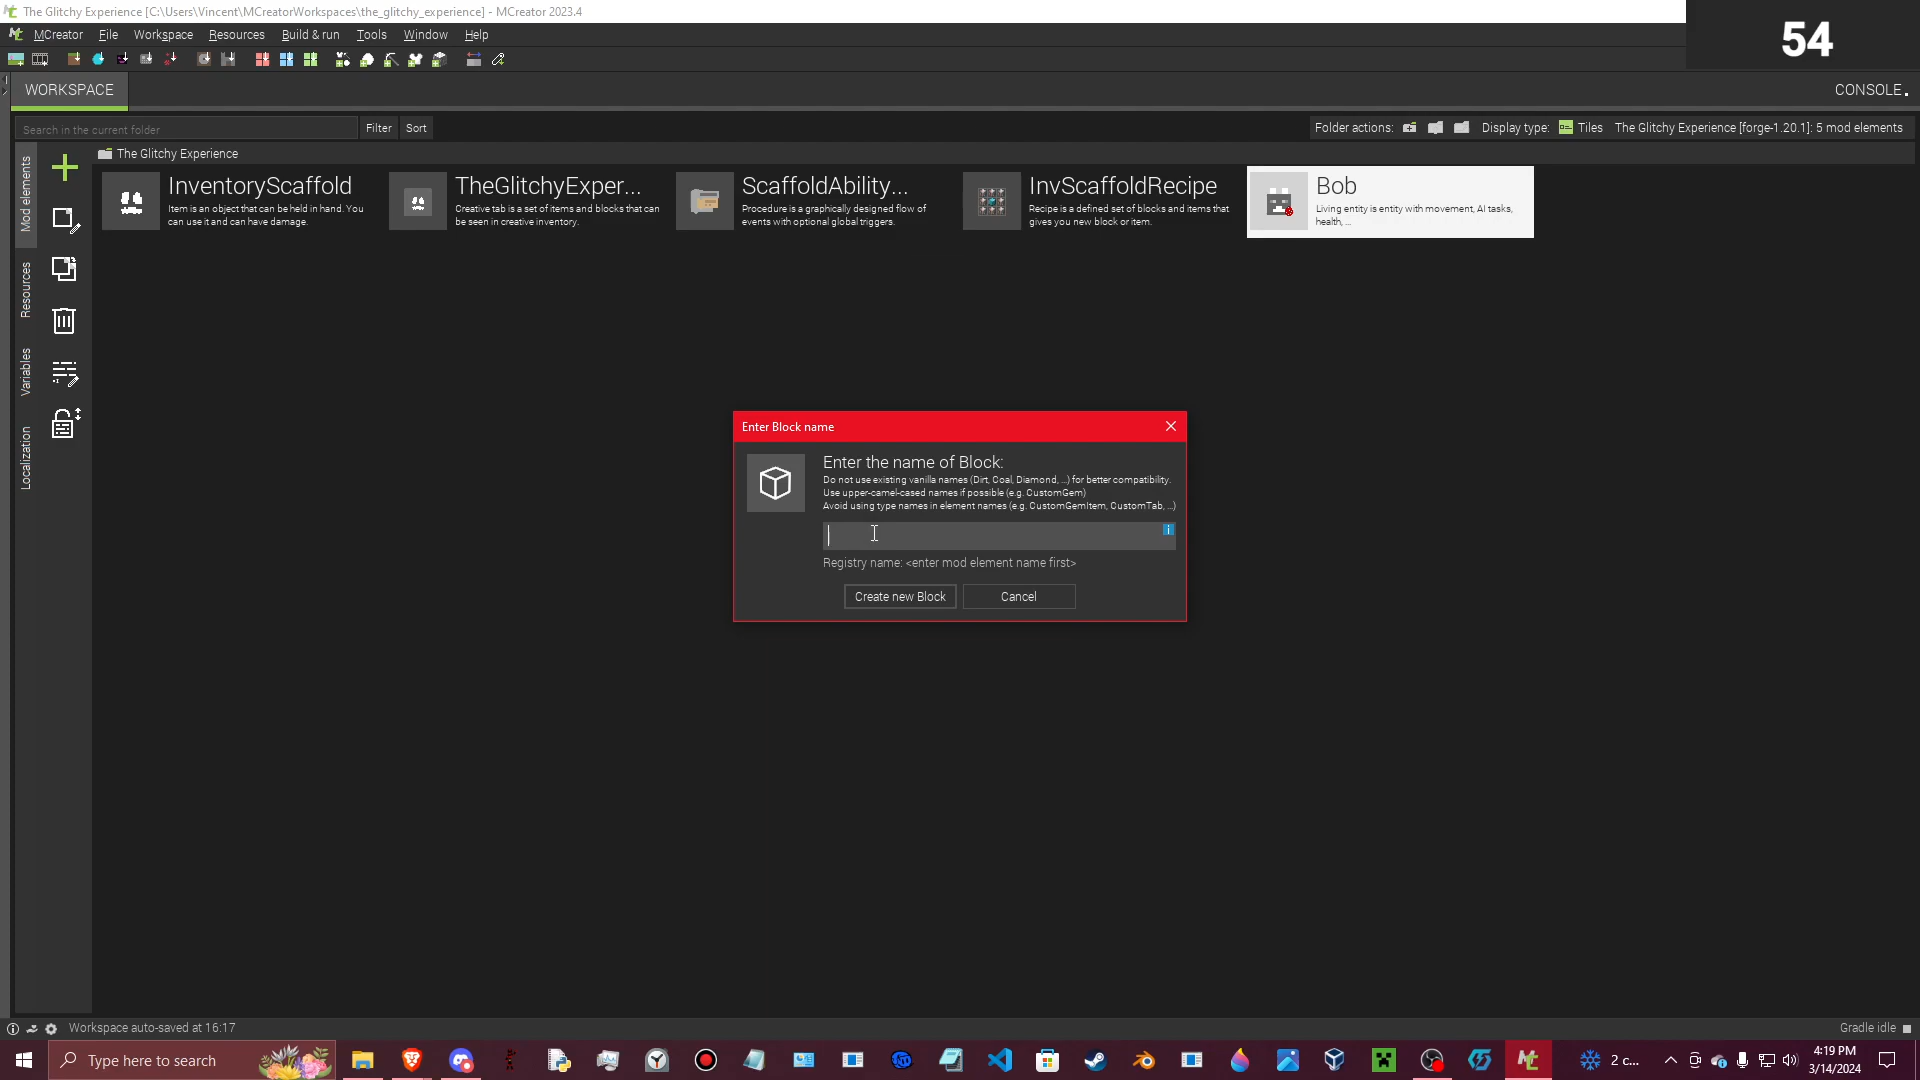 The Glitchy Experience [C:\Users\Vincent\MCreatorWorkspaces\the_glitchy_experience] - MCreator 2023.4
54
MCreator File Workspace Resources Build & run Tools Window Help
WORKSPACE
CONSOLE
Search in the current folder Filter Sort
Folder actions: Display type: Tiles The Glitchy Experience [forge-1.20.1]: 5 mod elements
The Glitchy Experience
Mod elements
Resources
Variables
Localization
InventoryScaffold
Item is an object that can be held in hand. You
can use it and can have damage.
TheGlitchyExper...
Creative tab is a set of items and blocks that can
be seen in creative inventory.
ScaffoldAbility...
Procedure is a graphically designed flow of
events with optional global triggers.
InvScaffoldRecipe
Recipe is a defined set of blocks and items that
gives you new block or item.
Bob
Living entity is entity with movement, AI tasks,
health, ...
Enter Block name
Enter the name of Block:
Do not use existing vanilla names (Dirt, Coal, Diamond, ...) for better compatibility.
Use upper-camel-cased names if possible (e.g. CustomGem)
Avoid using type names in element names (e.g. CustomGemItem, CustomTab, ...)
Registry name: <enter mod element name first>
Create new Block Cancel
Workspace auto-saved at 16:17
Gradle idle
Type here to search
2 c...
4:19 PM
3/14/2024